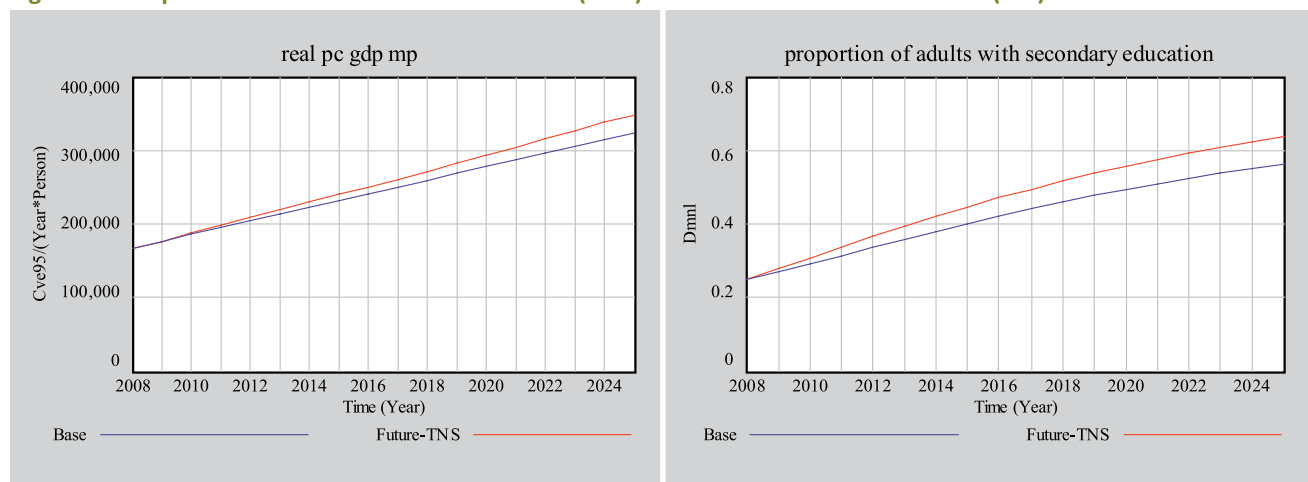 real pc gdp mp
400,000
300,000
200,000
100,000
0
Cve95/(Year*Person)
2008 2010 2012 2014 2016 2018 2020 2022 2024
Time (Year)
Base Future-TNS
proportion of adults with secondary education
0.8
0.6
0.4
0.2
0
Dmnl
2008 2010 2012 2014 2016 2018 2020 2022 2024
Time (Year)
Base Future-TNS